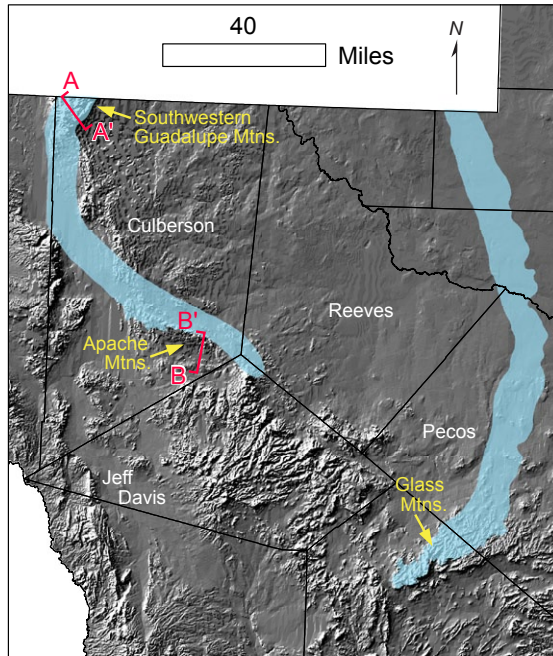 40
Miles
N
A
Southwestern
Guadalupe Mtns.
A'
Culberson
Reeves
B'
Apache
Mtns.
B
Pecos
Jeff
Davis
Glass
Mtns.